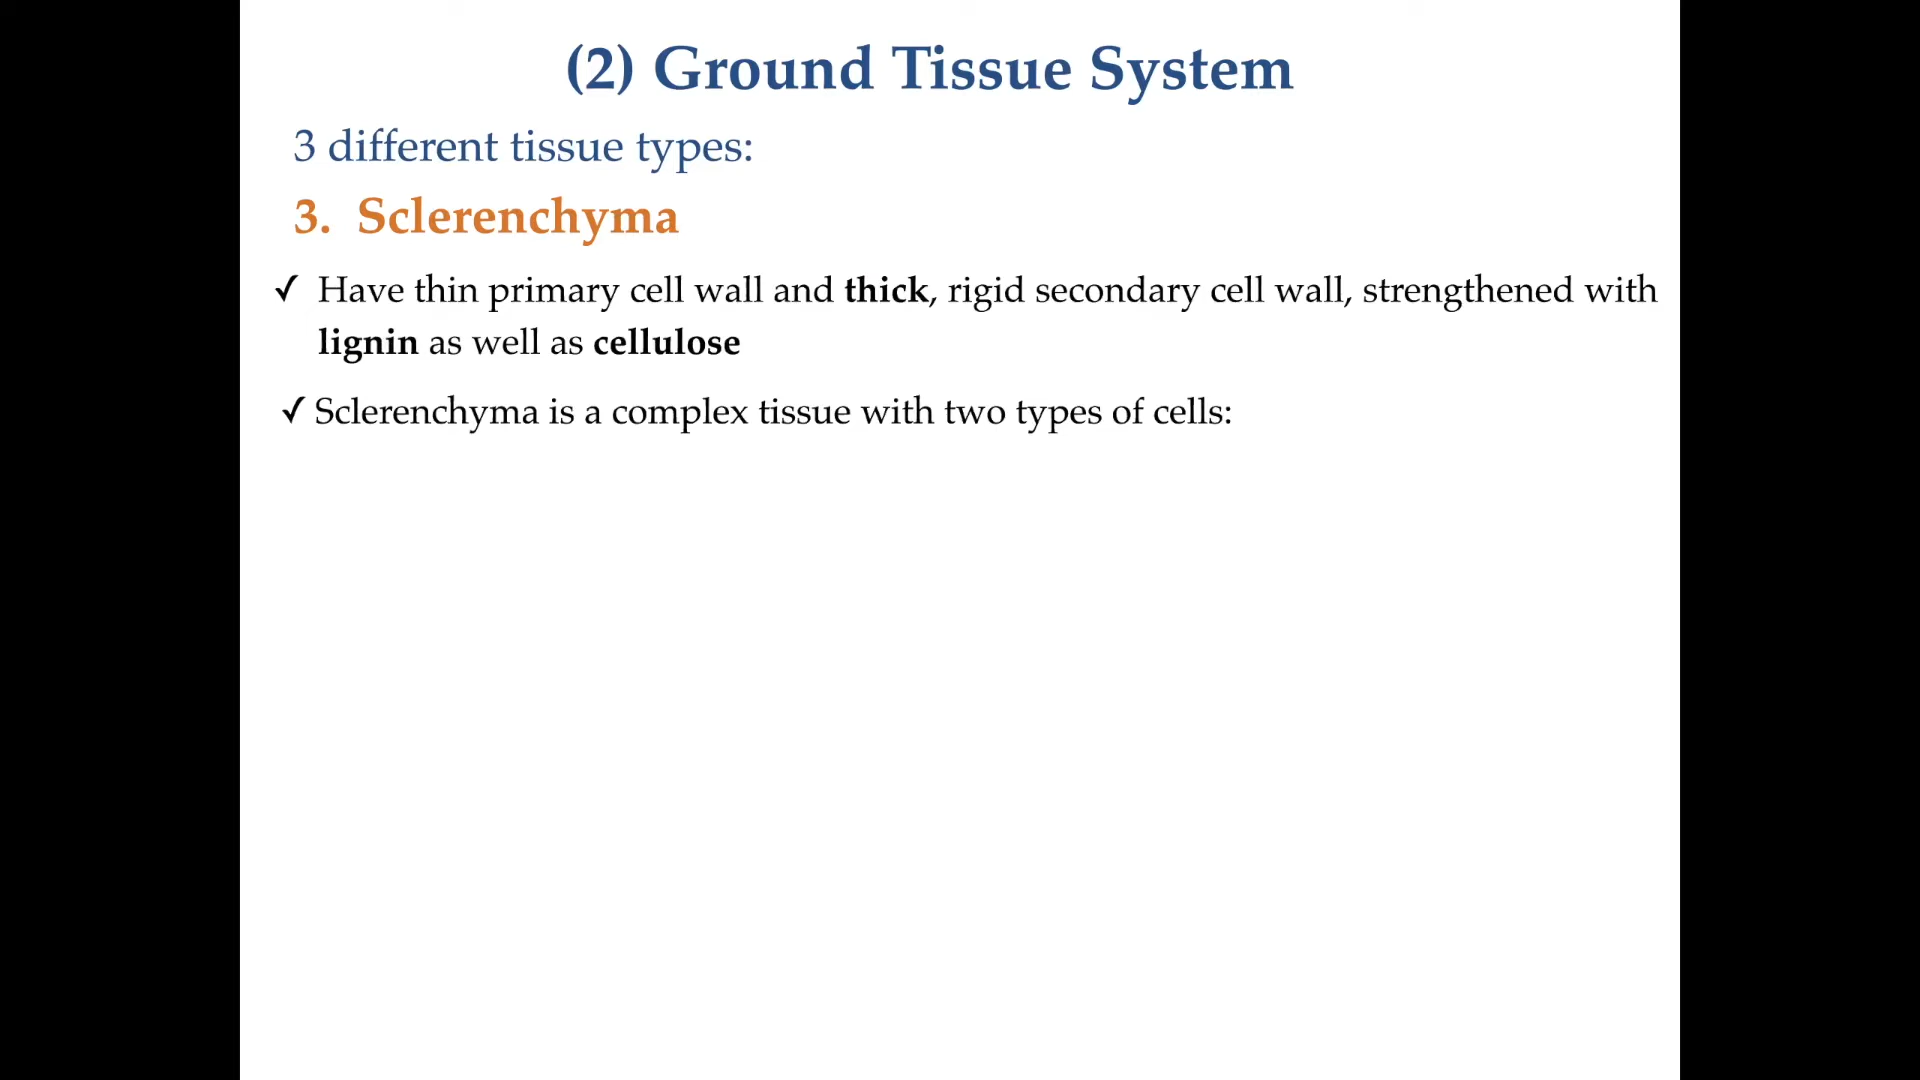 (2) Ground Tissue System
3 different tissue types:
3. Sclerenchyma
✓ Have thin primary cell wall and thick, rigid secondary cell wall, strengthened with
lignin as well as cellulose
✓ Sclerenchyma is a complex tissue with two types of cells: